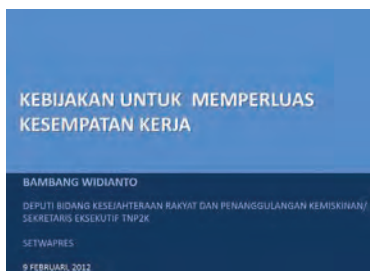 KEBIJAKAN UNTUK MEMPERLUAS
KESEMPATAN KERJA
BAMBANG WIDIANTO
DEPUTI BIDANG KESEJAHTERAAN RAKYAT DAN PENANGGULANGAN KEMISKINAN/
SEKRETARIS EKSEKUTIF TNP2K
SETWAPRES
9 FEBRUARI, 2012